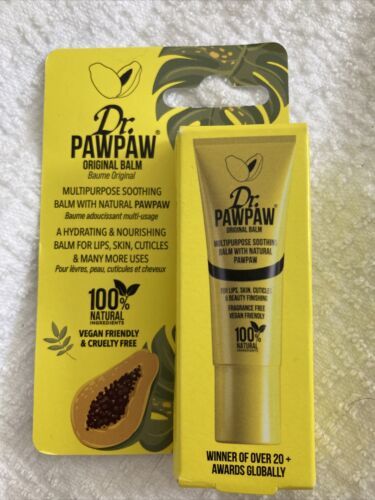 Dr.
PAWPAW
ORIGINAL BALM
Baume Original
MULTIPURPOSE SOOTHING
BALM WITH NATURAL PAWPAW
Baume adoucissant multi-usage
A HYDRATING & NOURISHING
BALM FOR LIPS, SKIN, CUTICLES
& MANY MORE USES
Pour lèvres, peau, cuticules et cheveux
100%
NATURAL
INGREDIENTS
VEGAN FRIENDLY
& CRUELTY FREE
Dr.
PAWPAW
ORIGINAL BALM
MULTIPURPOSE SOOTHING
BALM WITH NATURAL
PAWPAW
FOR LIPS, SKIN, CUTICLES
& BEAUTY FINISHING
FRAGRANCE FREE
VEGAN FRIENDLY
100%
NATURAL
INGREDIENTS
WINNER OF OVER 20 +
AWARDS GLOBALLY